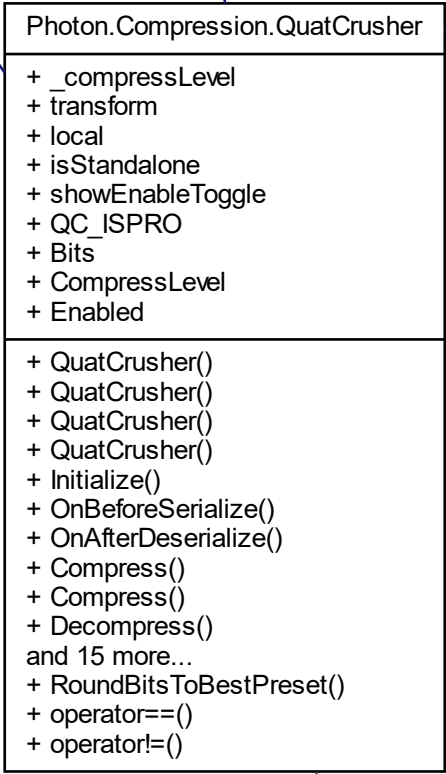 Photon.Compression.QuatCrusher
+ _compressLevel
+ transform
+ local
+ isStandalone
+ showEnableToggle
+ QC_ISPRO
+ Bits
+ CompressLevel
+ Enabled
+ QuatCrusher()
+ QuatCrusher()
+ QuatCrusher()
+ QuatCrusher()
+ Initialize()
+ OnBeforeSerialize()
+ OnAfterDeserialize()
+ Compress()
+ Compress()
+ Decompress()
and 15 more...
+ RoundBitsToBestPreset()
+ operator==()
+ operator!=()